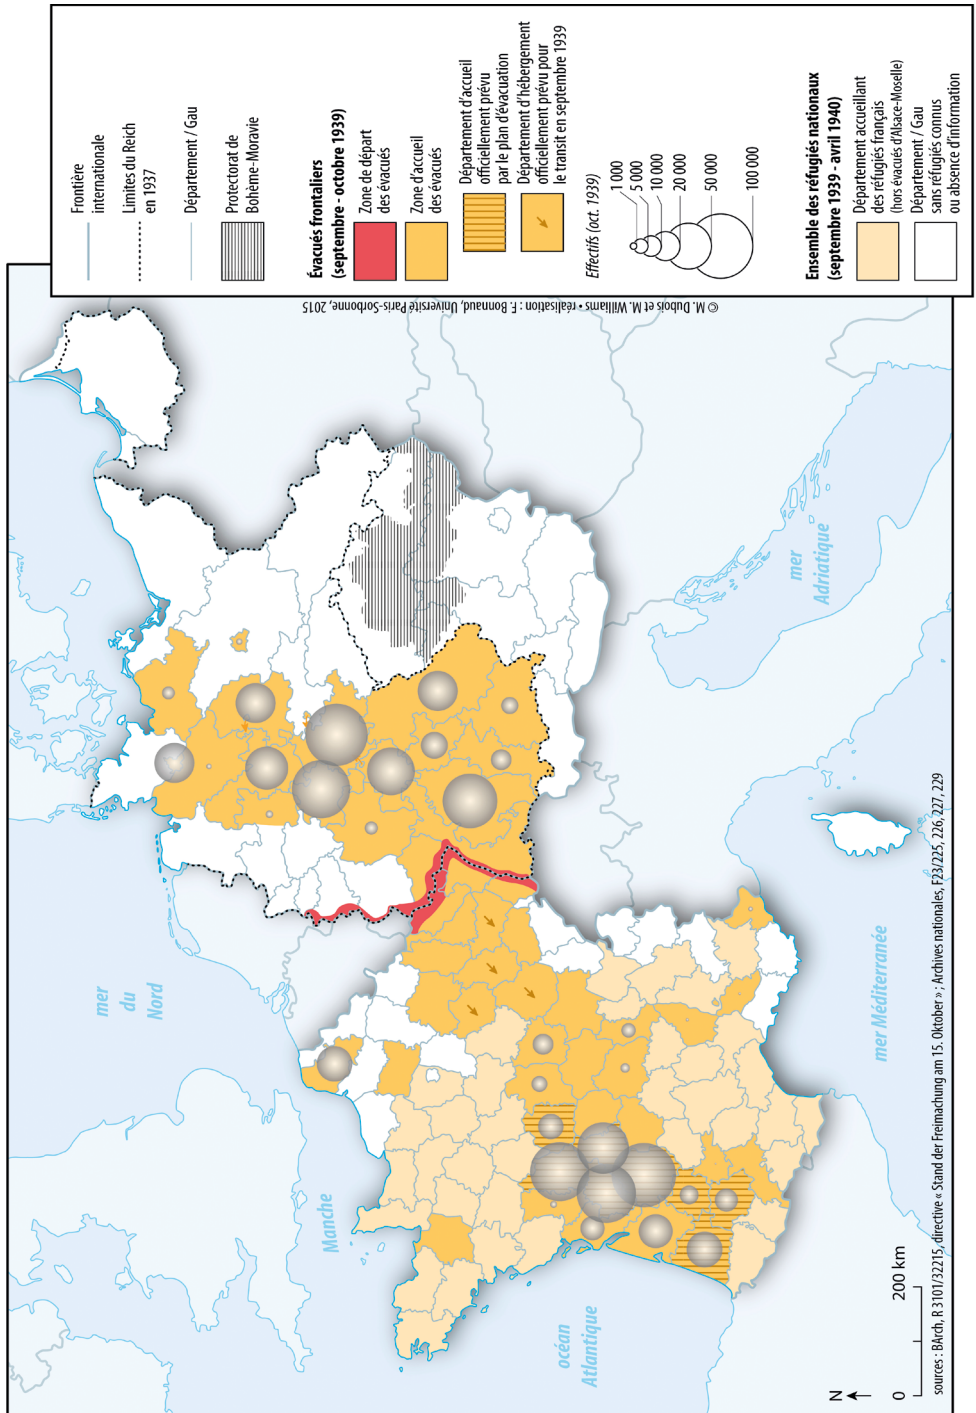 Frontière
internationale
Limites du Reich
en 1937
Département / Gau
Protectorat de
Bohême-Moravie
Évacués frontaliers
(septembre - octobre 1939)
Zone de départ
des évacués
Zone d'accueil
des évacués
Département d'accueil
officiellement prévu
par le plan d'évacuation
Département d'hébergement
officiellement prévu pour
le transit en septembre 1939
Effectifs (oct. 1939)
1 000
5 000
10 000
20 000
50 000
100 000
Ensemble des réfugiés nationaux
(septembre 1939 - avril 1940)
Département accueillant
des réfugiés français
(hors évacués d'Alsace-Moselle)
Département / Gau
sans réfugiés connus
ou absence d'information
© M. Dubois et M. M. Williams • réalisation : F. Bonnaud, Université Paris-Sorbonne, 2015
mer
du
Nord
Manche
océan
Atlantique
mer
Adriatique
mer Méditerranée
N
0
200 km
sources : BArch, R 3101/32215, directive « Stand der Freimachung am 15. Oktober » ; Archives nationales, F23/225, 226, 227, 229